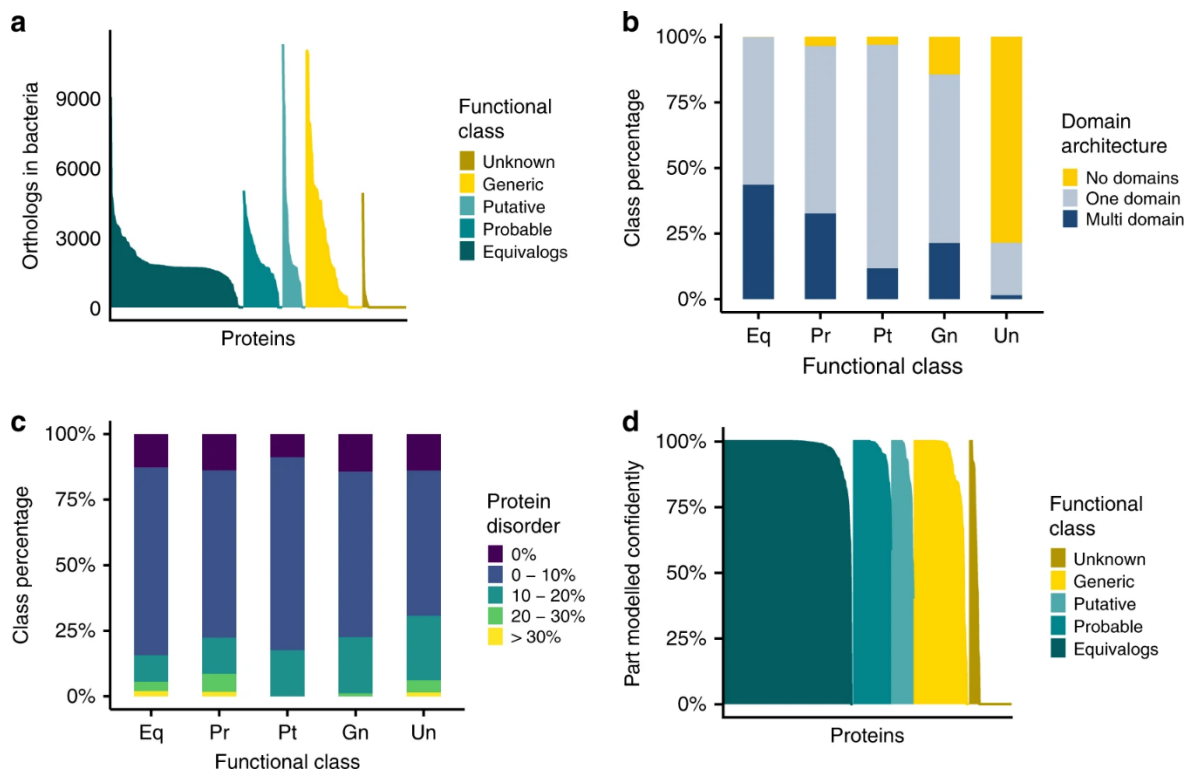 a
Orthologs in bacteria
9000
6000
3000
0
Proteins
Functional
class
Unknown
Generic
Putative
Probable
Equivalogs
b
Class percentage
100%
75%
50%
25%
0%
Eq Pr Pt Gn Un
Functional class
Domain
architecture
No domains
One domain
Multi domain
c
Class percentage
100%
75%
50%
25%
0%
Eq Pr Pt Gn Un
Functional class
Protein
disorder
0%
0 – 10%
10 – 20%
20 – 30%
> 30%
d
Part modelled confidently
100%
75%
50%
25%
0%
Proteins
Functional
class
Unknown
Generic
Putative
Probable
Equivalogs